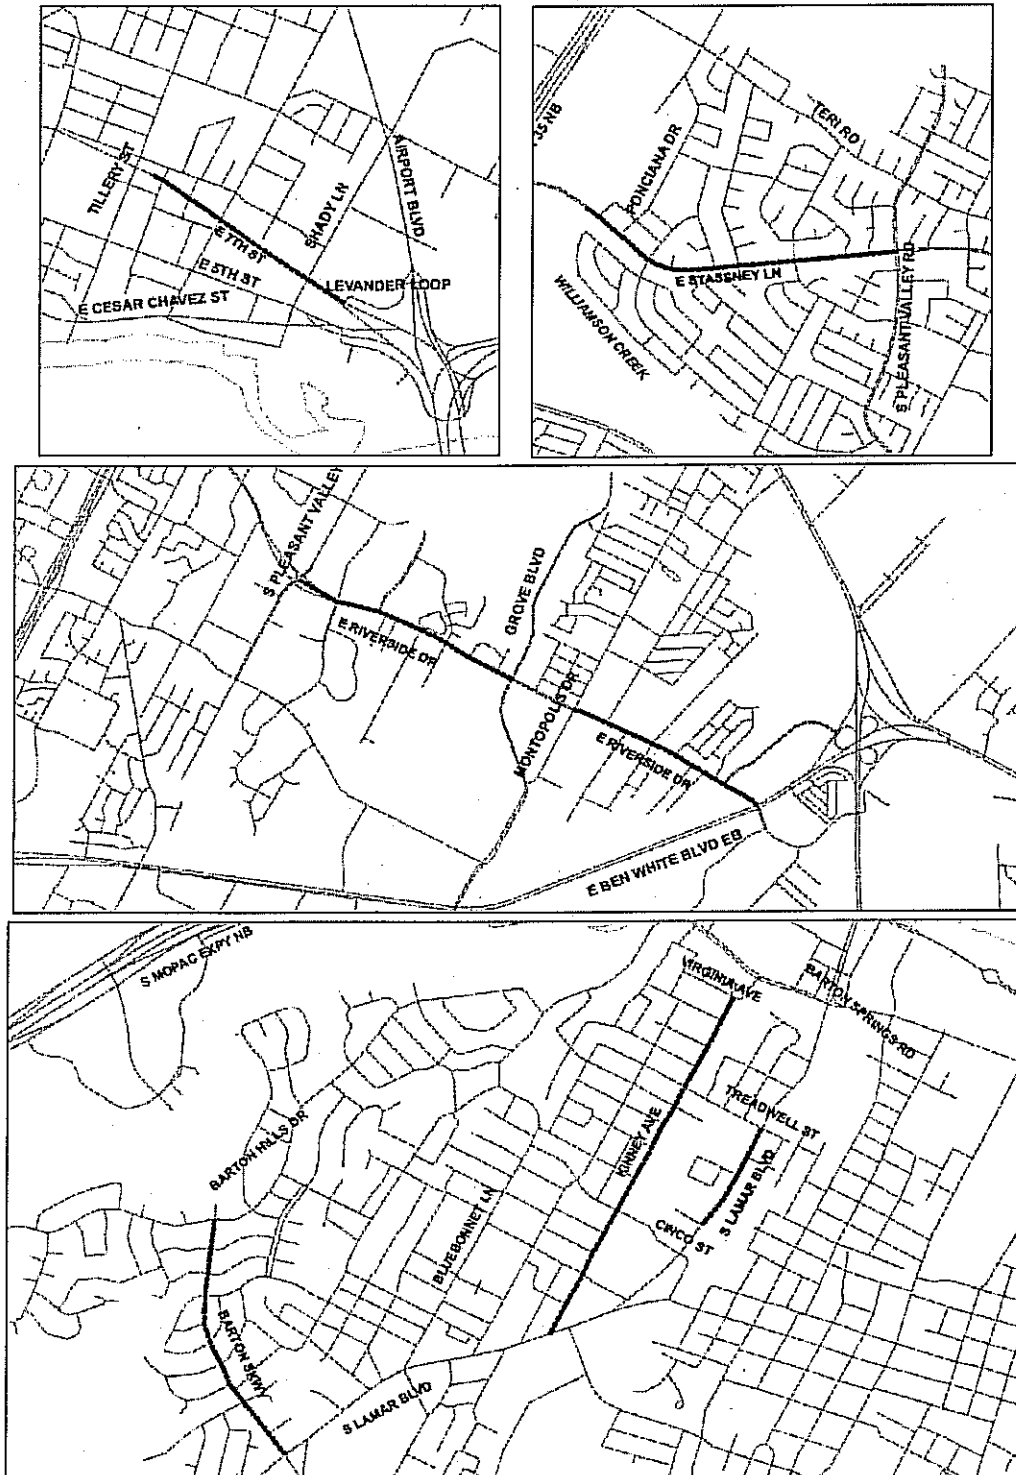 TILLERY ST
E 7TH ST
SHADY LN
AIRPORT BLVD
E 5TH ST
LEVANDER LOOP
E CESAR CHAVEZ ST
35 NB
PONCIANA DR
TERI RD
E STASSNEY LN
WILLIAMSON CREEK
S PLEASANT VALLEY RD
S PLEASANT VALLEY
GROVE BLVD
E RIVERSIDE DR
MONTOPOLIS DR
E RIVERSIDE DR
E BEN WHITE BLVD EB
S MOPAC EXPY NB
VIRGINIA AVE
BARTON SPRINGS RD
BARTON HILLS DR
KINNEY AVE
TREADWELL ST
BLUEBONNET LN
CINCO ST
S LAMAR BLVD
BARTON SKWY
S LAMAR BLVD